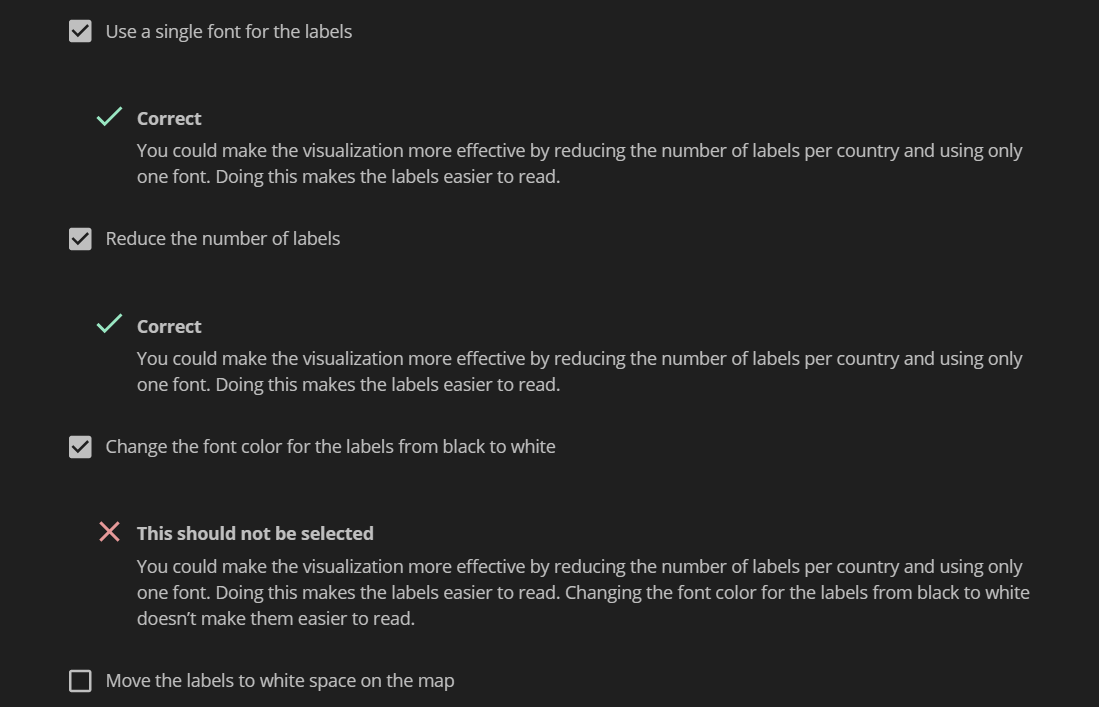 Use a single font for the labels
Correct
You could make the visualization more effective by reducing the number of labels per country and using only
one font. Doing this makes the labels easier to read.
Reduce the number of labels
Correct
You could make the visualization more effective by reducing the number of labels per country and using only
one font. Doing this makes the labels easier to read.
Change the font color for the labels from black to white
This should not be selected
You could make the visualization more effective by reducing the number of labels per country and using only
one font. Doing this makes the labels easier to read. Changing the font color for the labels from black to white
doesn’t make them easier to read.
Move the labels to white space on the map